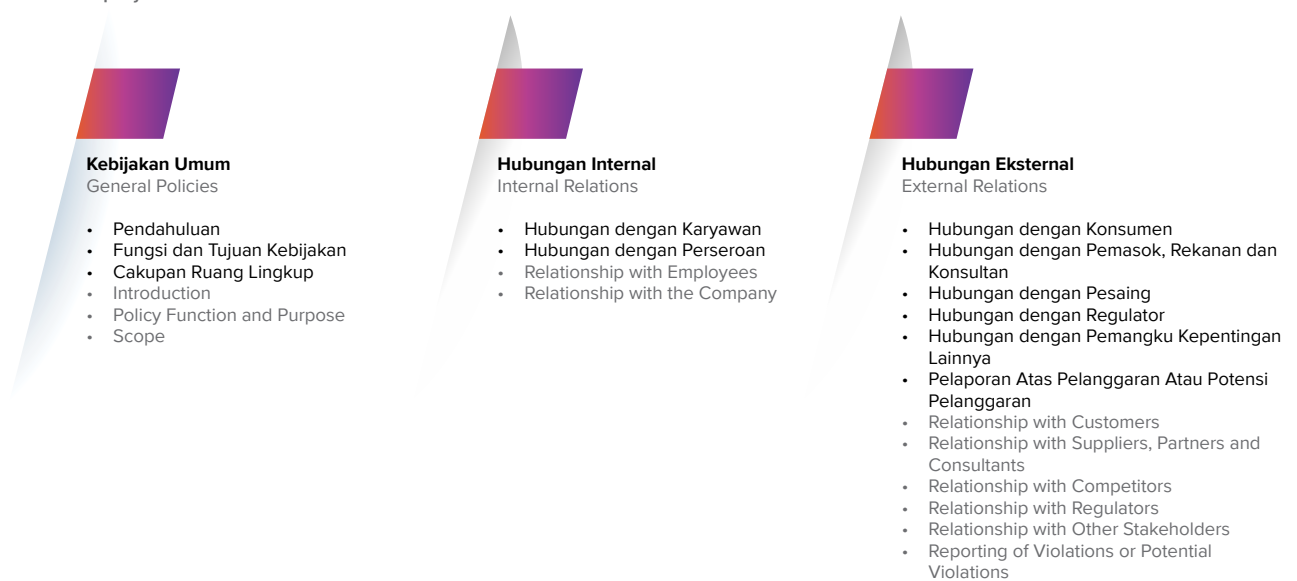 Kebijakan Umum
General Policies
• Pendahuluan
• Fungsi dan Tujuan Kebijakan
• Cakupan Ruang Lingkup
• Introduction
• Policy Function and Purpose
• Scope
Hubungan Internal
Internal Relations
• Hubungan dengan Karyawan
• Hubungan dengan Perseroan
• Relationship with Employees
• Relationship with the Company
Hubungan Eksternal
External Relations
• Hubungan dengan Konsumen
• Hubungan dengan Pemasok, Rekanan dan
Konsultan
• Hubungan dengan Pesaing
• Hubungan dengan Regulator
• Hubungan dengan Pemangku Kepentingan
Lainnya
• Pelaporan Atas Pelanggaran Atau Potensi
Pelanggaran
• Relationship with Customers
• Relationship with Suppliers, Partners and
Consultants
• Relationship with Competitors
• Relationship with Regulators
• Relationship with Other Stakeholders
• Reporting of Violations or Potential
Violations